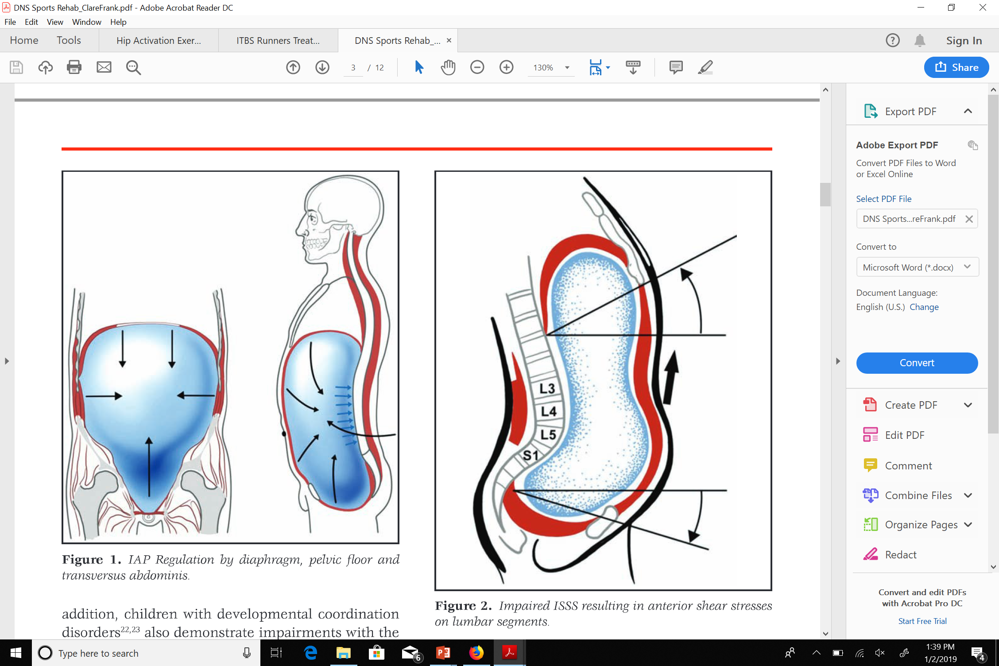 DNS Sports Rehab_ClareFrank.pdf - Adobe Acrobat Reader DC
File Edit View Window Help
Home Tools Hip Activation Exer... ITBS Runners Treat... DNS Sports Rehab_... Sign In
3 / 12 130% Share
L3
L4
L5
S1
Figure 1. IAP Regulation by diaphragm, pelvic floor and
transversus abdominis.
addition, children with developmental coordination
disorders22,23 also demonstrate impairments with the
Figure 2. Impaired ISSS resulting in anterior shear stresses
on lumbar segments.
Export PDF
Adobe Export PDF
Convert PDF Files to Word
or Excel Online
Select PDF File
DNS Sports...reFrank.pdf
Convert to
Microsoft Word (*.docx)
Document Language:
English (U.S.) Change
Convert
Create PDF
Edit PDF
Comment
Combine Files
Organize Pages
Redact
Convert and edit PDFs
with Acrobat Pro DC
Start Free Trial
Type here to search
6
1:39 PM
1/2/2019
4